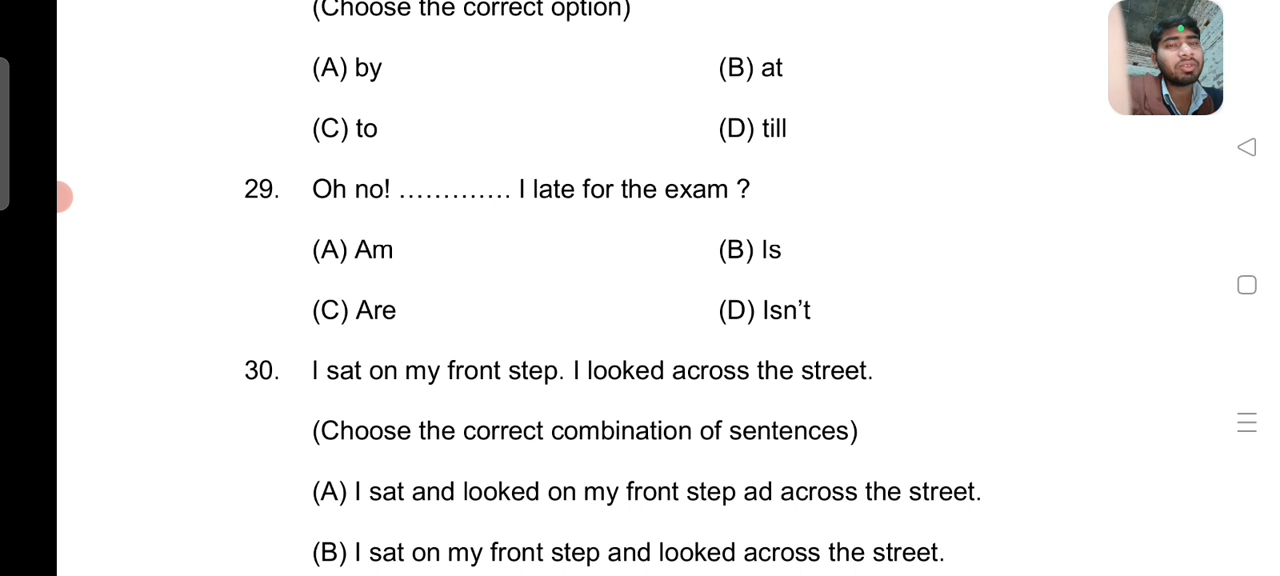 (Choose the correct option)
(A) by (B) at
(C) to (D) till
29. Oh no! ............. I late for the exam ?
(A) Am (B) Is
(C) Are (D) Isn't
30. I sat on my front step. I looked across the street.
(Choose the correct combination of sentences)
(A) I sat and looked on my front step ad across the street.
(B) I sat on my front step and looked across the street.